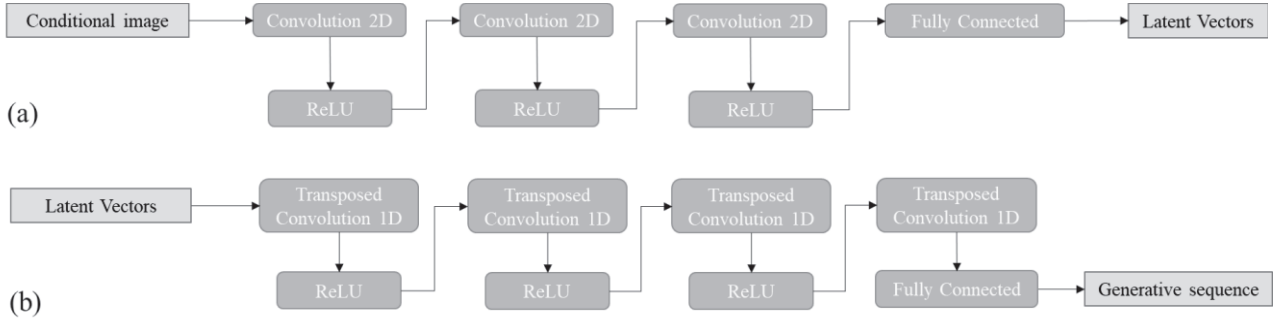 Conditional image
Convolution 2D
Convolution 2D
Convolution 2D
Fully Connected
Latent Vectors
ReLU
ReLU
ReLU
(a)
Latent Vectors
Transposed
Convolution 1D
Transposed
Convolution 1D
Transposed
Convolution 1D
Transposed
Convolution 1D
ReLU
ReLU
ReLU
Fully Connected
Generative sequence
(b)